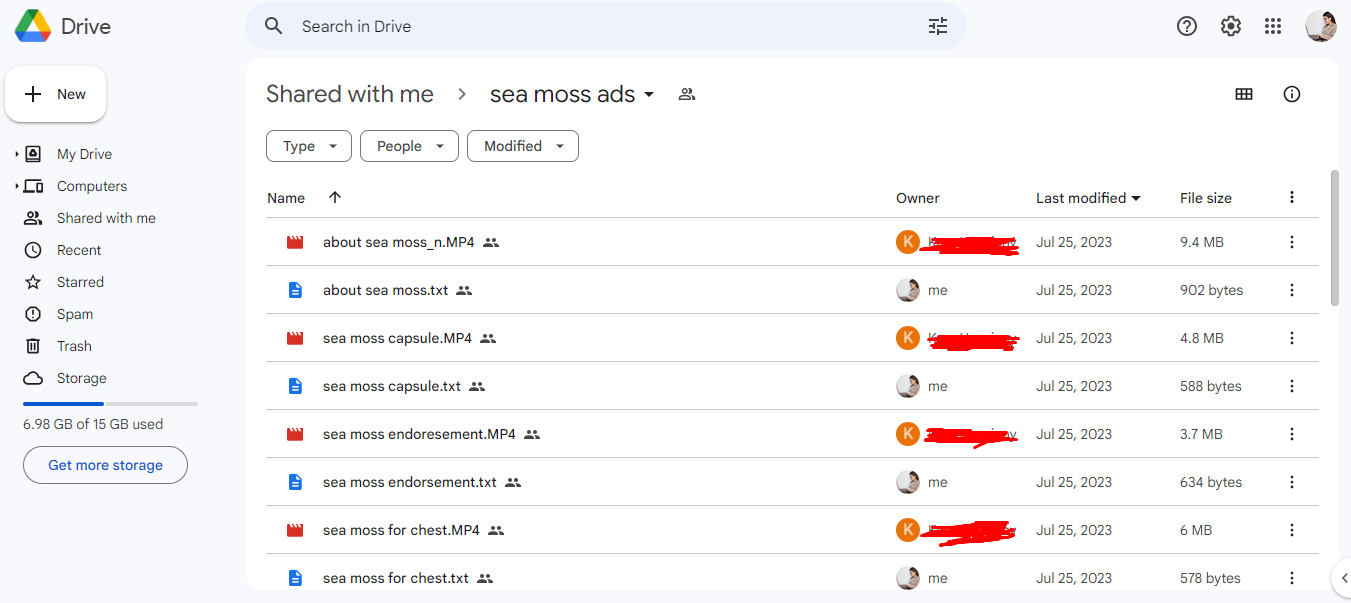 Drive
Search in Drive
New
Shared with me
sea moss ads
Type
People
Modified
My Drive
Computers
Shared with me
Recent
Starred
Spam
Trash
Storage
6.98 GB of 15 GB used
Get more storage
Name Owner Last modified File size
about sea moss_n.MP4 K Jul 25, 2023 9.4 MB
about sea moss.txt me Jul 25, 2023 902 bytes
sea moss capsule.MP4 K Jul 25, 2023 4.8 MB
sea moss capsule.txt me Jul 25, 2023 588 bytes
sea moss endoresement.MP4 K Jul 25, 2023 3.7 MB
sea moss endorsement.txt me Jul 25, 2023 634 bytes
sea moss for chest.MP4 K Jul 25, 2023 6 MB
sea moss for chest.txt me Jul 25, 2023 578 bytes